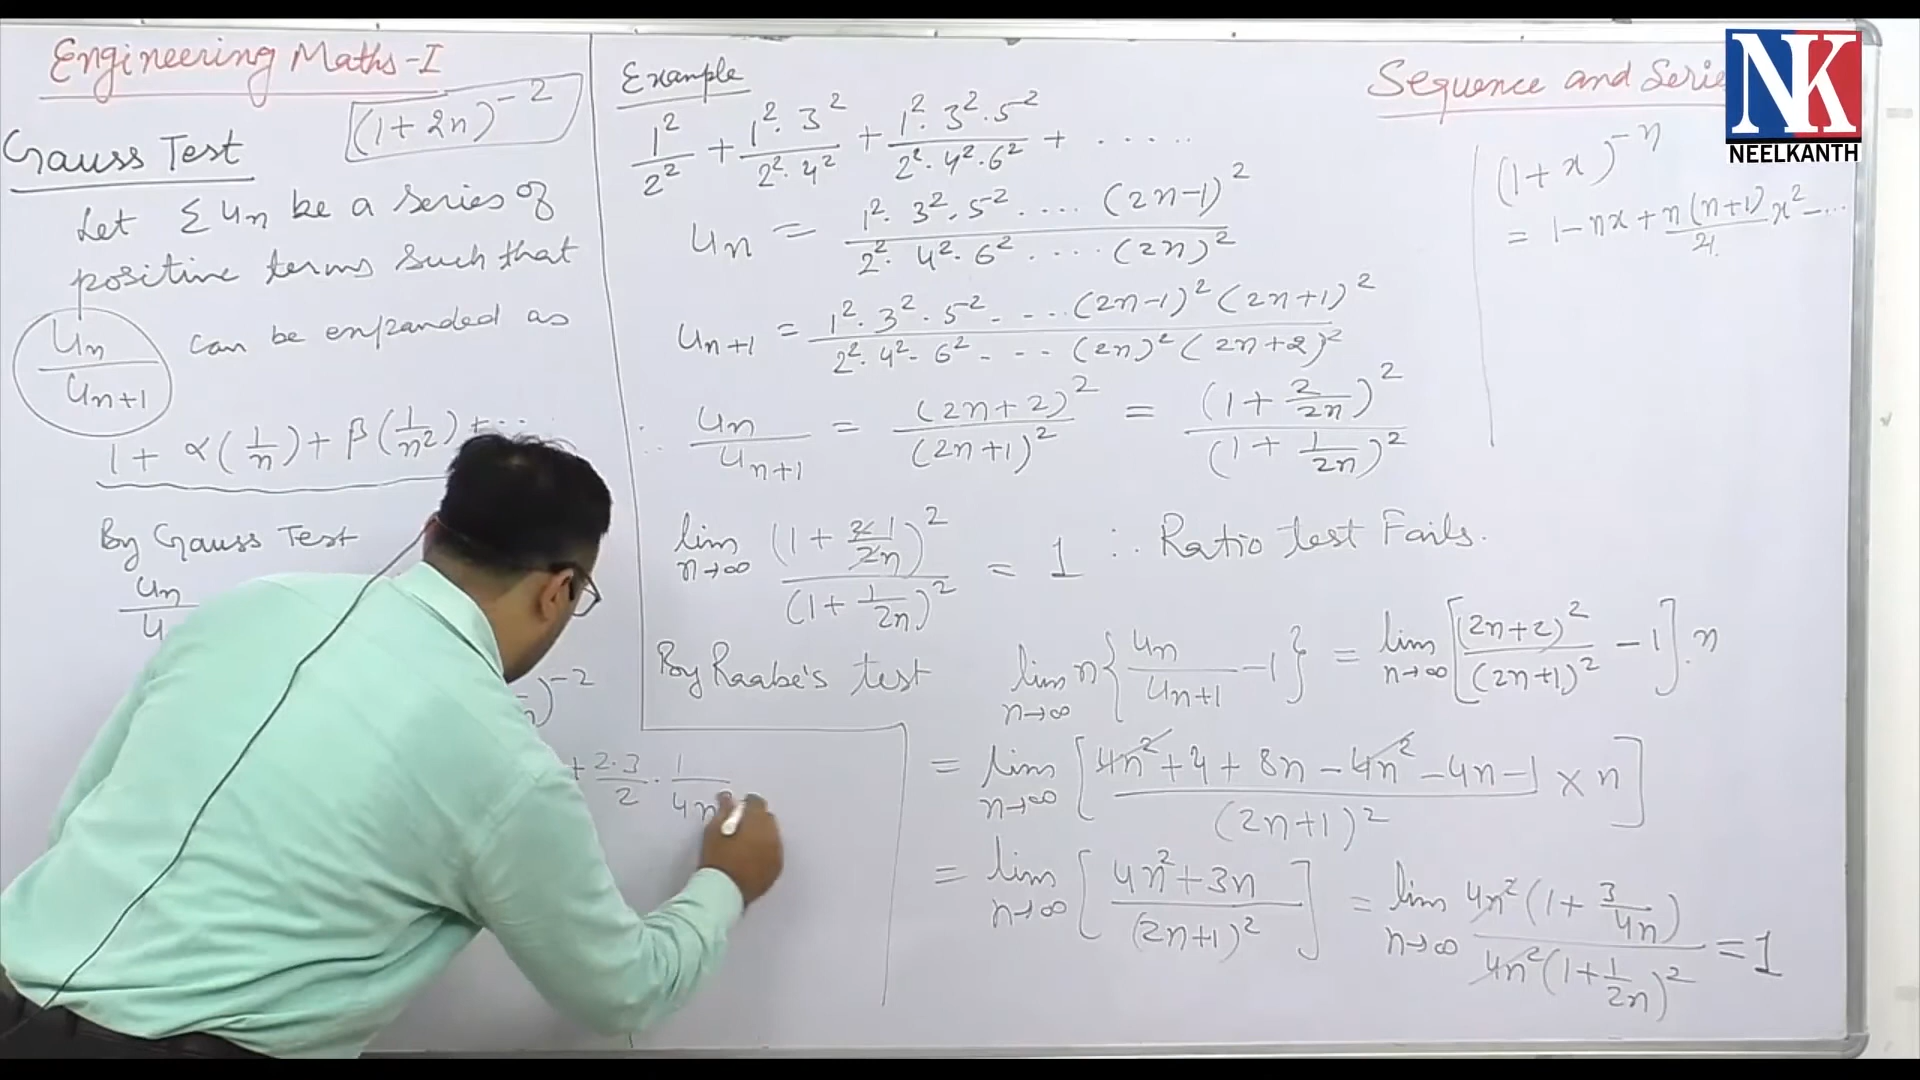 Engineering Maths-I
(1+2n)^-2
Gauss Test
Let Σ Un be a series of
positive terms such that
Un/Un+1 can be expanded as
1 + α(1/n) + β(1/n²) + ...
By Gauss Test
Un
)^-2
+ 2·3/2 · 1/4n²
Example
1²/2² + 1²·3²/2²·4² + 1²·3²·5²/2²·4²·6² + ......
Un = 1²·3²·5²....(2n-1)² / 2²·4²·6²....(2n)²
Un+1 = 1²·3²·5²-...(2n-1)²(2n+1)² / 2²·4²·6²---(2n)²(2n+2)²
∴ Un/Un+1 = (2n+2)²/(2n+1)² = (1+2/2n)²/(1+1/2n)²
lim n→∞ (1+2 1/2n)²/(1+1/2n)² = 1 ∴ Ratio test Fails.
By Raabe's test lim n→∞ n{Un/Un+1 -1} = lim n→∞ [(2n+2)²/(2n+1)² -1].n
= lim n→∞ [4n²+4+8n-4n²-4n-1/(2n+1)² × n]
= lim n→∞ [4n²+3n/(2n+1)²] = lim n→∞ 4n²(1+3/4n)/4n²(1+1/2n)² = 1
Sequence and Serie
(1+x)^-n
= 1-nx+n(n+1)/2! x²-....
NK
NEELKANTH